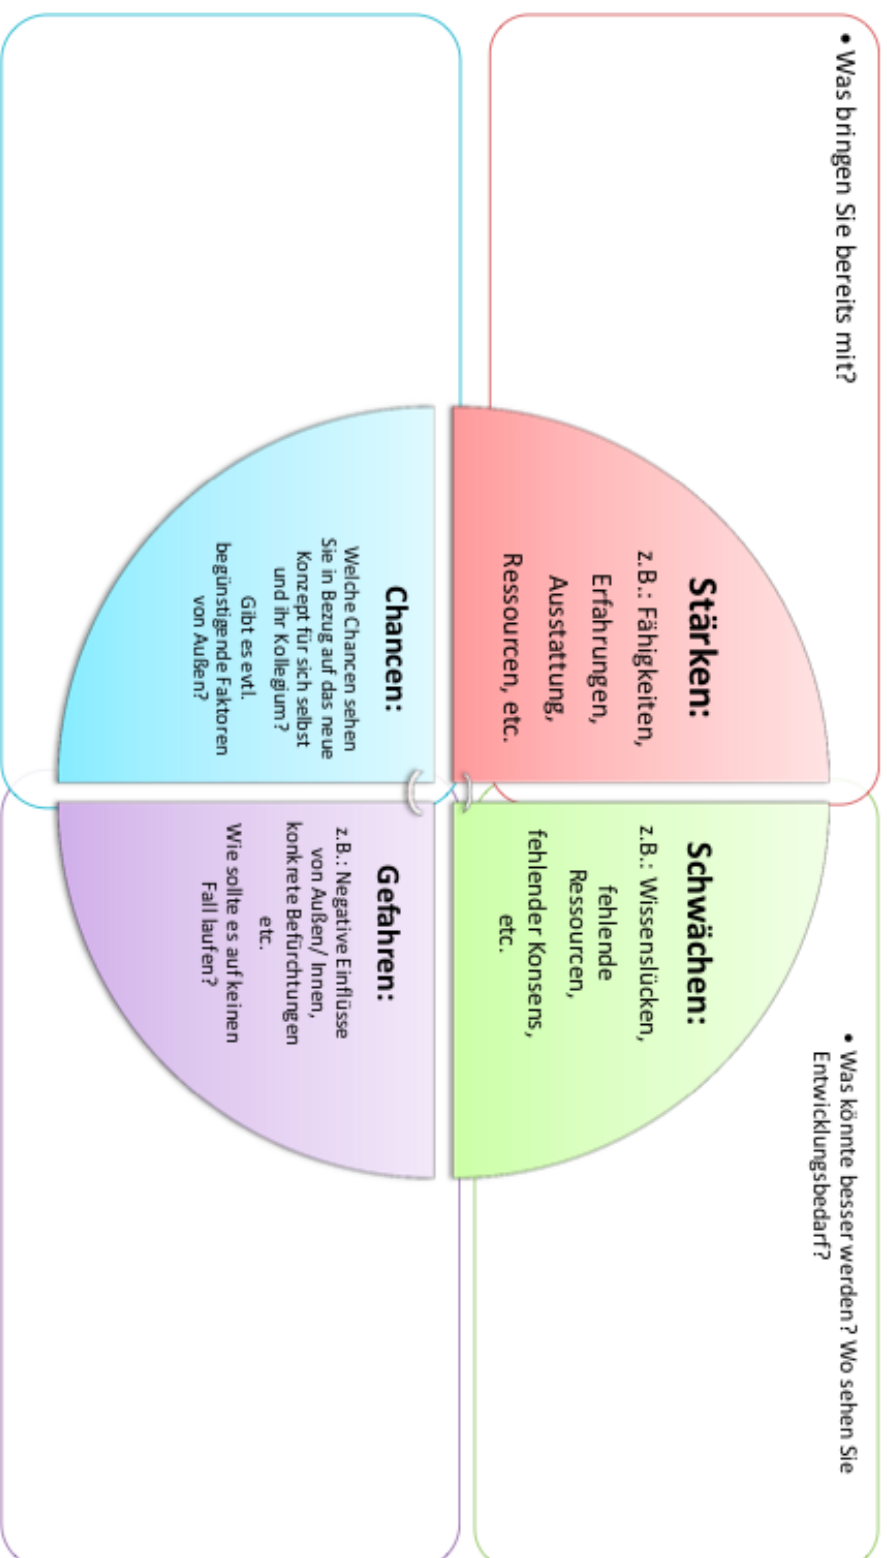 • Was bringen Sie bereits mit?
Stärken:
z.B.: Fähigkeiten,
Erfahrungen,
Ausstattung,
Ressourcen, etc.
• Was könnte besser werden? Wo sehen Sie
Entwicklungsbedarf?
Schwächen:
z.B.: Wissenslücken,
fehlende
Ressourcen,
fehlender Konsens,
etc.
Chancen:
Welche Chancen sehen
Sie in Bezug auf das neue
Konzept für sich selbst
und ihr Kollegium?
Gibt es evtl.
begünstigende Faktoren
von Außen?
Gefahren:
z.B.: Negative Einflüsse
von Außen/ Innen,
konkrete Befürchtungen
etc.
Wie sollte es auf keinen
Fall laufen?